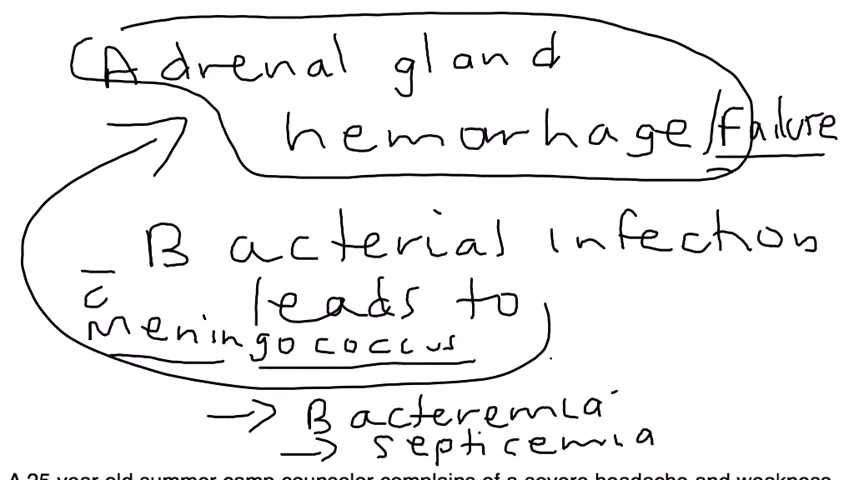 (Adrenal gland
hemorrhage/failure
Bacterial infection
c̄ leads to
Meningococcus
→ Bacteremia
→ septicemia
A 25 year old summer camp counselor complains of a severe headache and weakness